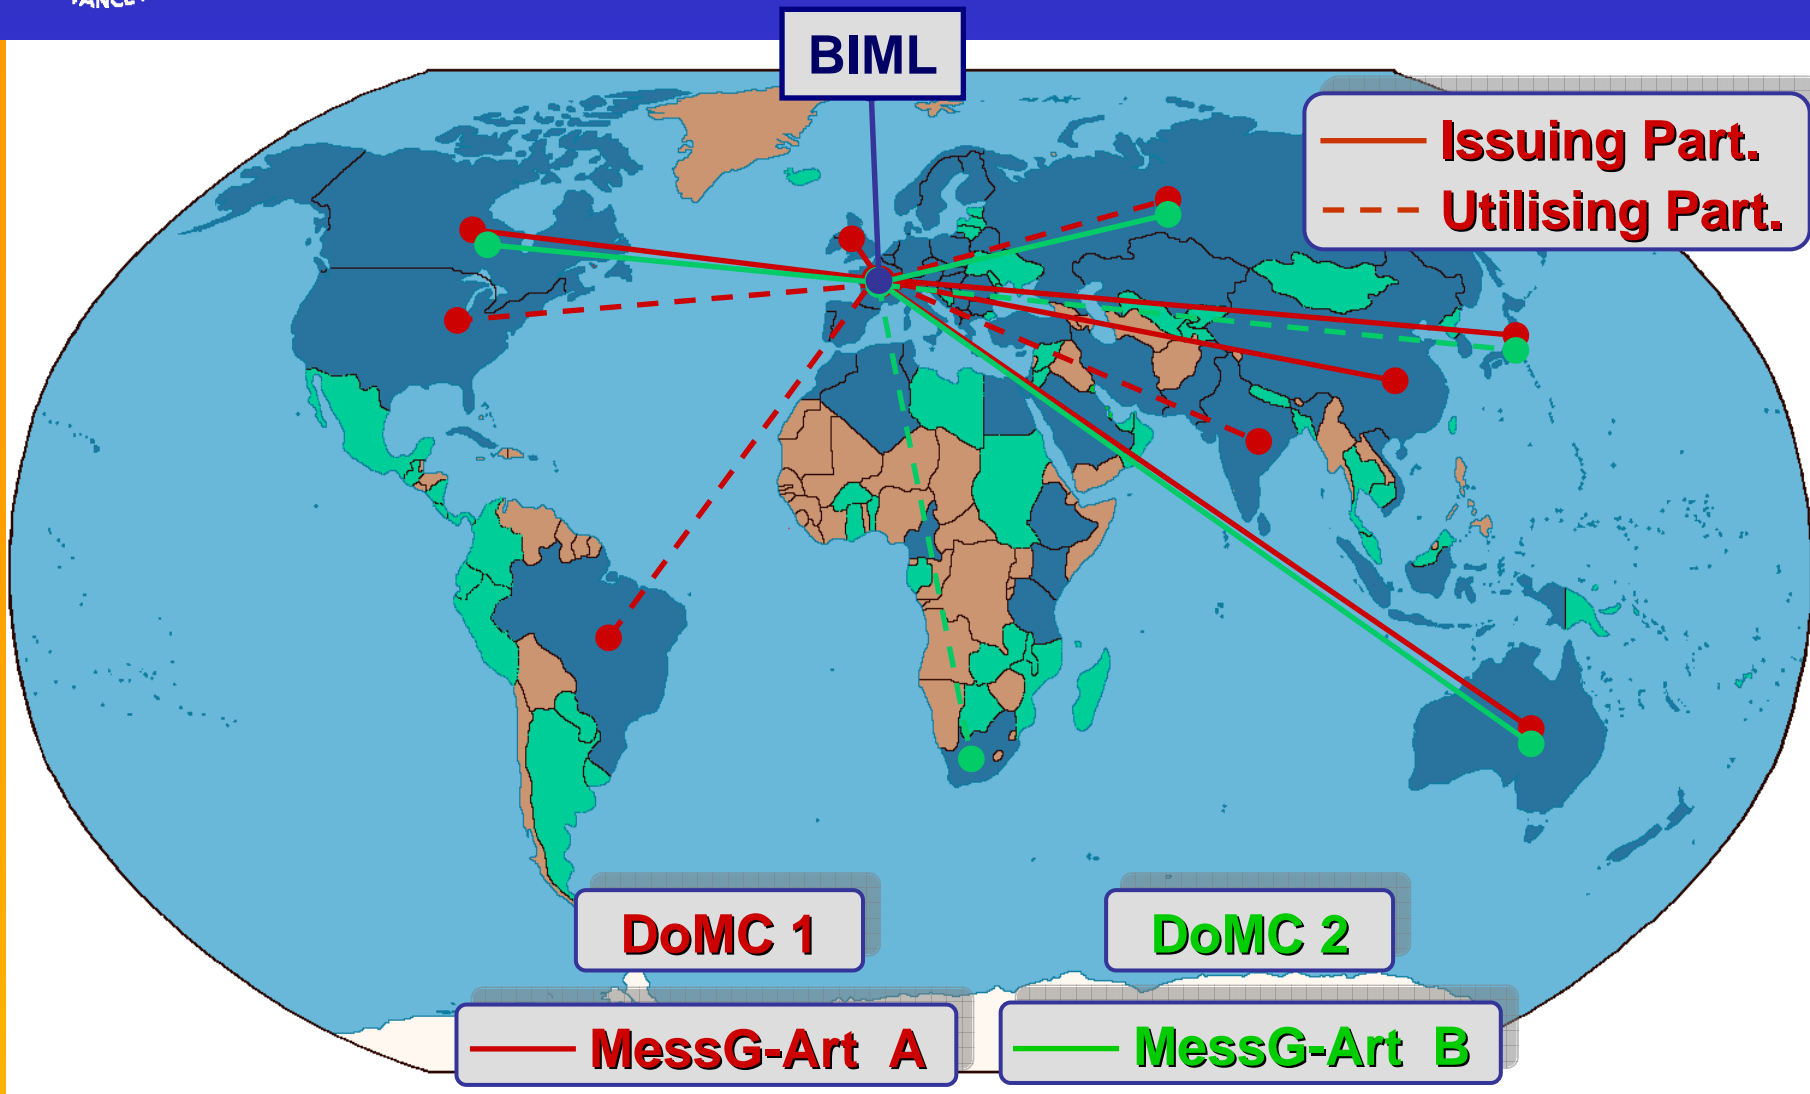 BIML
Issuing Part.
Utilising Part.
DoMC 1
DoMC 2
MessG-Art A
MessG-Art B